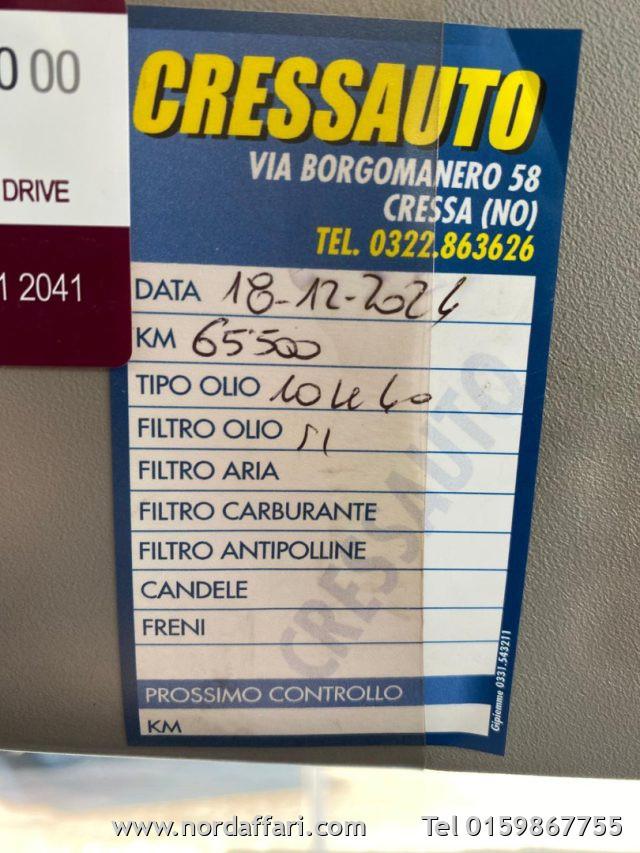 0 00
DRIVE
1 2041
CRESSAUTO
VIA BORGOMANERO 58
CRESSA (NO)
TEL. 0322.863626
DATA 18-12-2024
KM 65500
TIPO OLIO 10W40
FILTRO OLIO SI
FILTRO ARIA
FILTRO CARBURANTE
FILTRO ANTIPOLLINE
CANDELE
FRENI
CRESSAUTO
PROSSIMO CONTROLLO
KM
Gipiemme 0331.543211
www.nordaffari.com Tel 0159867755